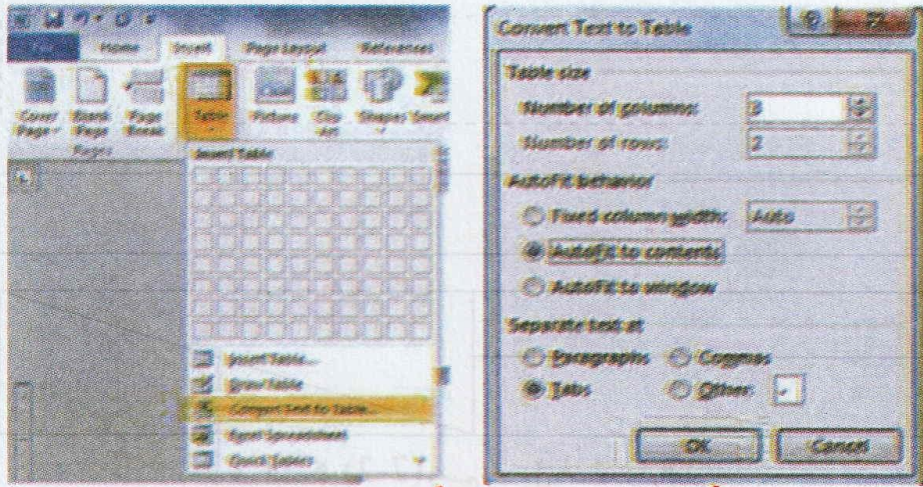 File Home Insert Page Layout References
Cover Page Blank Page Page Break Table Picture Clip Art Shapes Smart
Pages
Insert Table
Insert Table...
Draw Table
Convert Text to Table...
Excel Spreadsheet
Quick Tables
Convert Text to Table
Table size
Number of columns: 3
Number of rows: 2
AutoFit behavior
Fixed column width: Auto
AutoFit to contents
AutoFit to window
Separate text at
Paragraphs Commas
Tabs Other:
OK Cancel